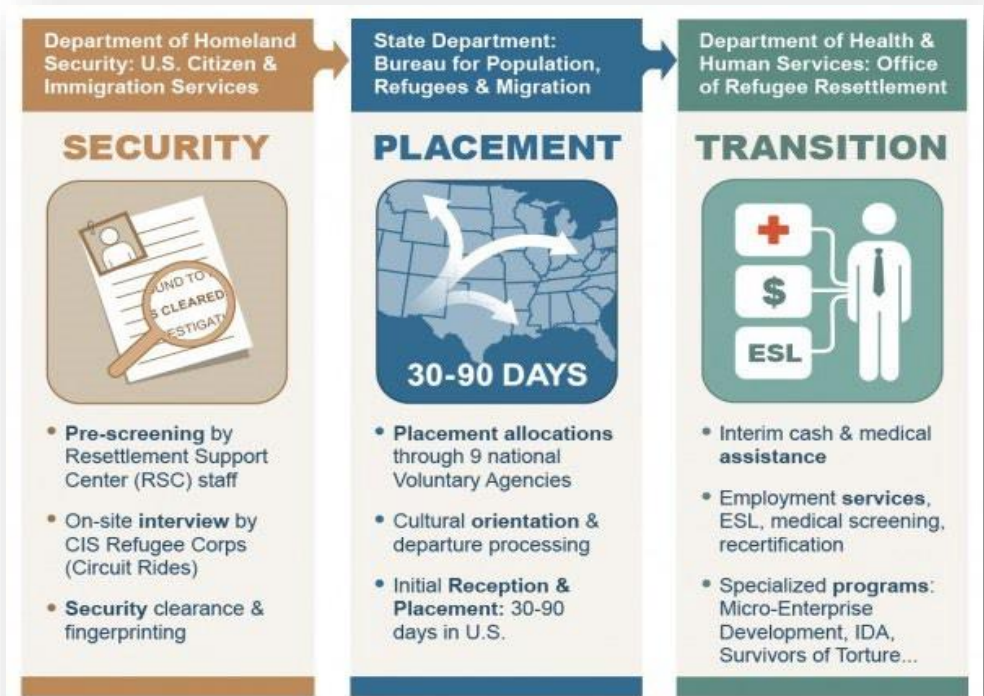 Department of Homeland
Security: U.S. Citizen &
Immigration Services
SECURITY
UND TO
S CLEARED
ESTIGAT
• Pre-screening by
Resettlement Support
Center (RSC) staff
• On-site interview by
CIS Refugee Corps
(Circuit Rides)
• Security clearance &
fingerprinting
State Department:
Bureau for Population,
Refugees & Migration
PLACEMENT
30-90 DAYS
• Placement allocations
through 9 national
Voluntary Agencies
• Cultural orientation &
departure processing
• Initial Reception &
Placement: 30-90
days in U.S.
Department of Health &
Human Services: Office
of Refugee Resettlement
TRANSITION
$
ESL
• Interim cash & medical
assistance
• Employment services,
ESL, medical screening,
recertification
• Specialized programs:
Micro-Enterprise
Development, IDA,
Survivors of Torture...